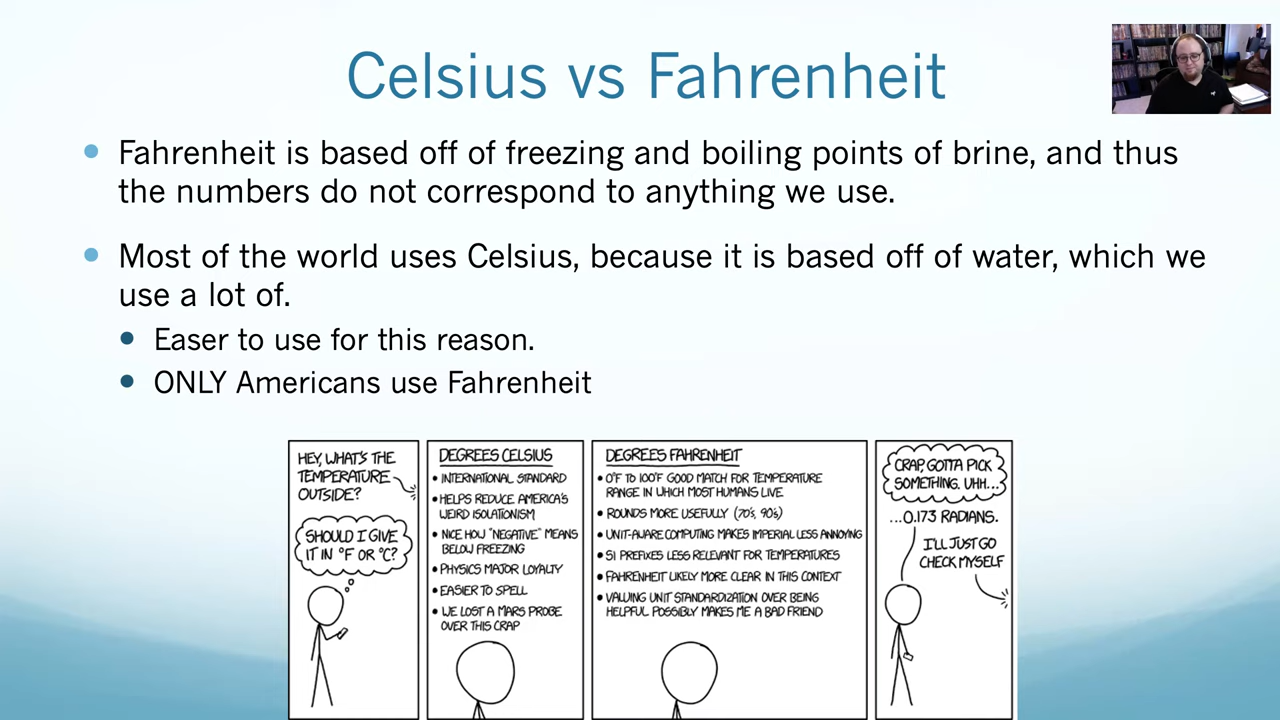 Celsius vs Fahrenheit
• Fahrenheit is based off of freezing and boiling points of brine, and thus
the numbers do not correspond to anything we use.
• Most of the world uses Celsius, because it is based off of water, which we
use a lot of.
• Easer to use for this reason.
• ONLY Americans use Fahrenheit
HEY, WHAT'S THE
TEMPERATURE
OUTSIDE?
SHOULD I GIVE
IT IN °F OR °C?
DEGREES CELSIUS
• INTERNATIONAL STANDARD
• HELPS REDUCE AMERICA'S
WEIRD ISOLATIONISM
• NICE HOW "NEGATIVE" MEANS
BELOW FREEZING
• PHYSICS MAJOR LOYALTY
• EASIER TO SPELL
• WE LOST A MARS PROBE
OVER THIS CRAP
DEGREES FAHRENHEIT
• 0°F TO 100°F GOOD MATCH FOR TEMPERATURE
RANGE IN WHICH MOST HUMANS LIVE
• ROUNDS MORE USEFULLY (70's, 90's)
• UNIT-AWARE COMPUTING MAKES IMPERIAL LESS ANNOYING
• SI PREFIXES LESS RELEVANT FOR TEMPERATURES
• FAHRENHEIT LIKELY MORE CLEAR IN THIS CONTEXT
• VALUING UNIT STANDARDIZATION OVER BEING
HELPFUL POSSIBLY MAKES ME A BAD FRIEND
CRAP, GOTTA PICK
SOMETHING. UHH...
...0.173 RADIANS.
I'LL JUST GO
CHECK MYSELF